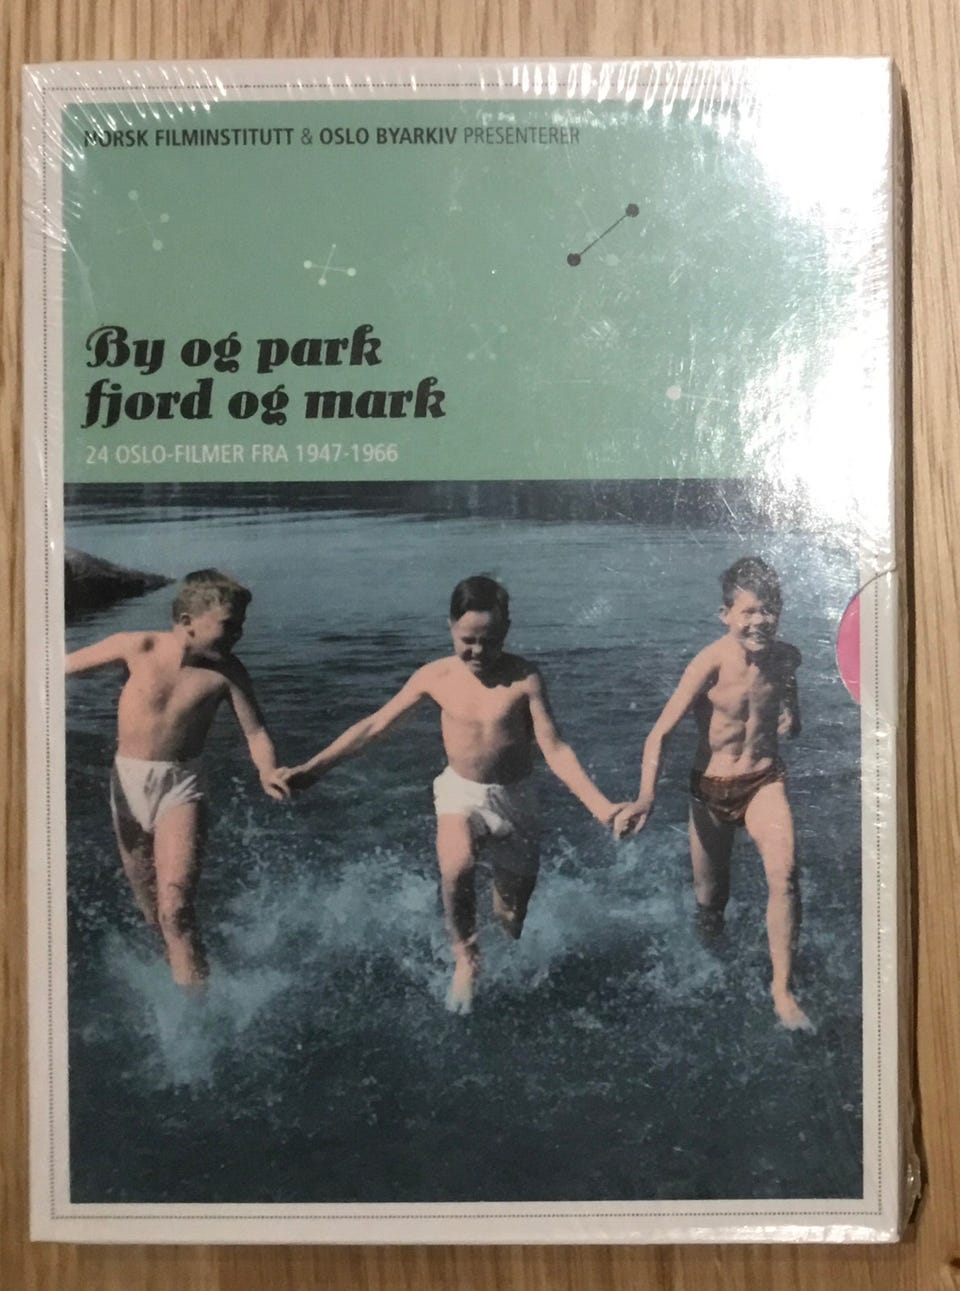 NORSK FILMINSTITUTT & OSLO BYARKIV PRESENTERER
By og park
fjord og mark
24 OSLO-FILMER FRA 1947-1966